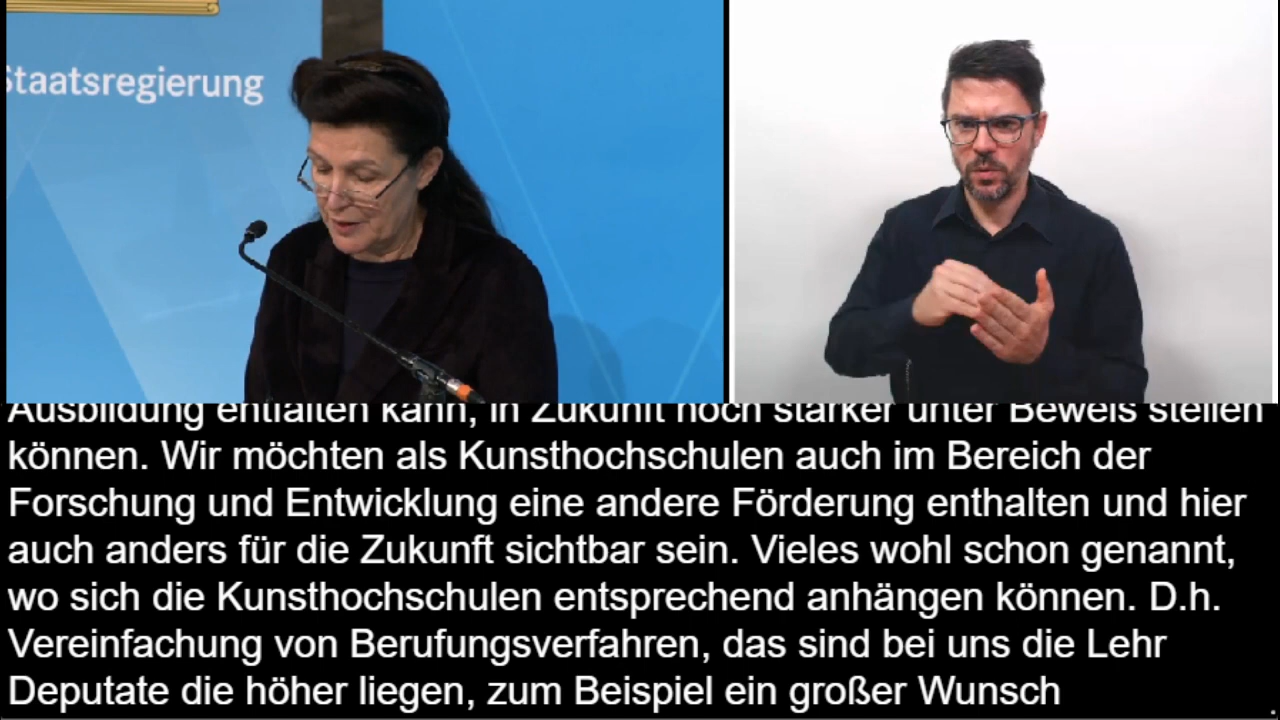 Staatsregierung
Ausbildung entfalten kann, in Zukunft noch stärker unter Beweis stellen
können. Wir möchten als Kunsthochschulen auch im Bereich der
Forschung und Entwicklung eine andere Förderung enthalten und hier
auch anders für die Zukunft sichtbar sein. Vieles wohl schon genannt,
wo sich die Kunsthochschulen entsprechend anhängen können. D.h.
Vereinfachung von Berufungsverfahren, das sind bei uns die Lehr
Deputate die höher liegen, zum Beispiel ein großer Wunsch